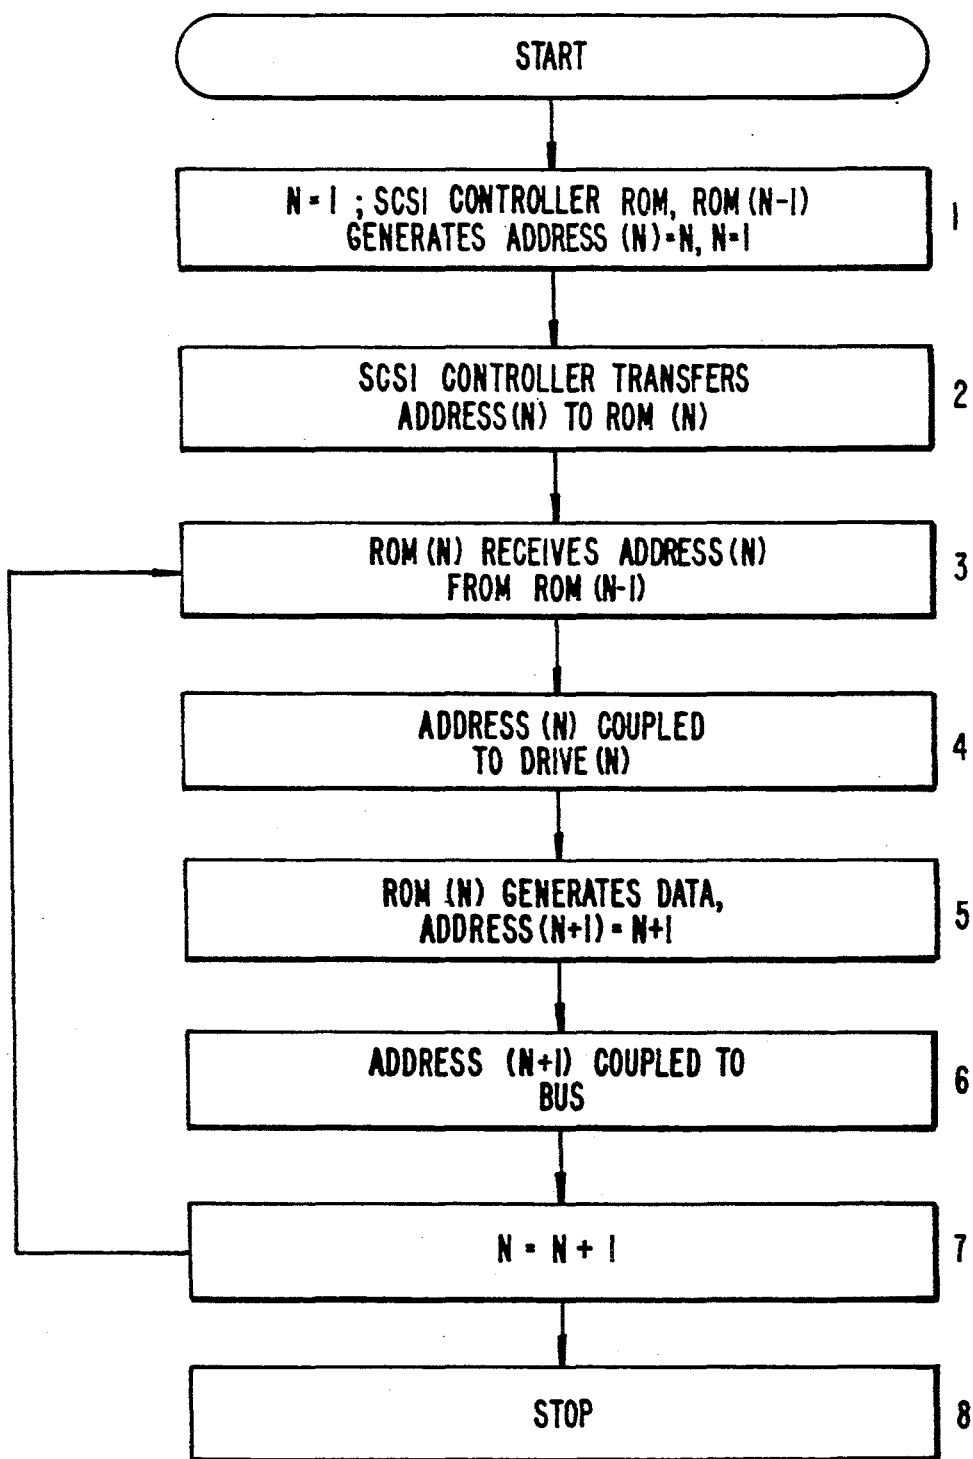 START
N = 1 ; SCSI CONTROLLER ROM, ROM (N-1)
GENERATES ADDRESS (N) = N, N=1
1
SCSI CONTROLLER TRANSFERS
ADDRESS (N) TO ROM (N)
2
ROM (N) RECEIVES ADDRESS (N)
FROM ROM (N-1)
3
ADDRESS (N) COUPLED
TO DRIVE (N)
4
ROM (N) GENERATES DATA,
ADDRESS (N+1) = N+1
5
ADDRESS (N+1) COUPLED TO
BUS
6
N = N + 1
7
STOP
8